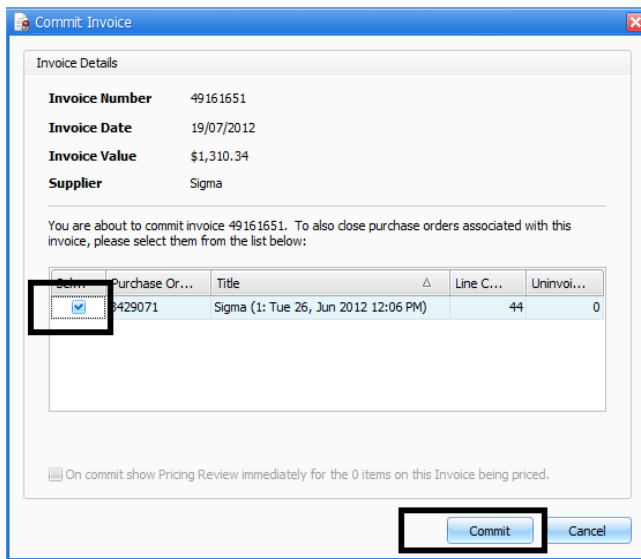 Commit Invoice
Invoice Details
Invoice Number 49161651
Invoice Date 19/07/2012
Invoice Value $1,310.34
Supplier Sigma
You are about to commit invoice 49161651. To also close purchase orders associated with this
invoice, please select them from the list below:
Purchase Or... Title Line C... Uninvoi...
3429071 Sigma (1: Tue 26, Jun 2012 12:06 PM) 44 0
On commit show Pricing Review immediately for the 0 items on this Invoice being priced.
Commit Cancel